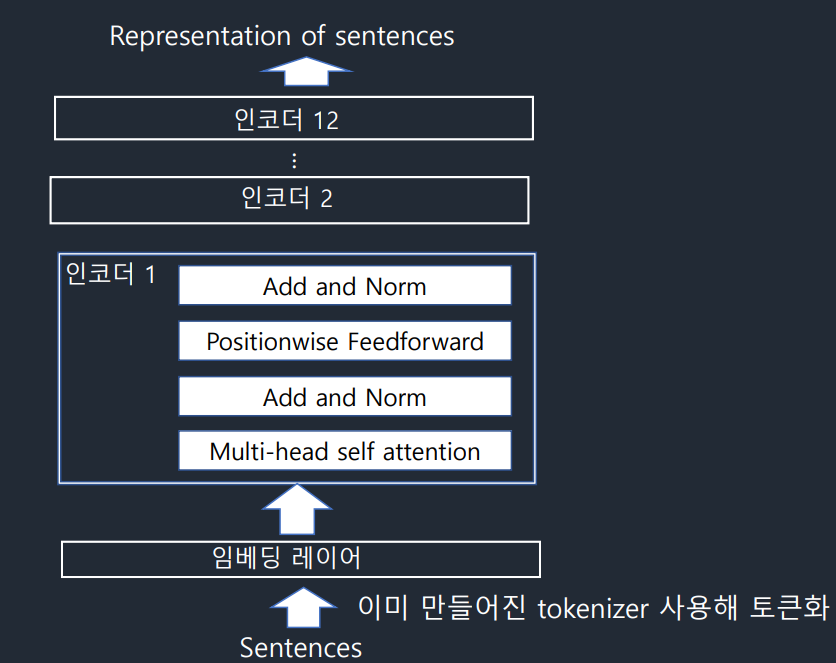 Representation of sentences
인코더 12
⋮
인코더 2
인코더 1
Add and Norm
Positionwise Feedforward
Add and Norm
Multi-head self attention
임베딩 레이어
이미 만들어진 tokenizer 사용해 토큰화
Sentences